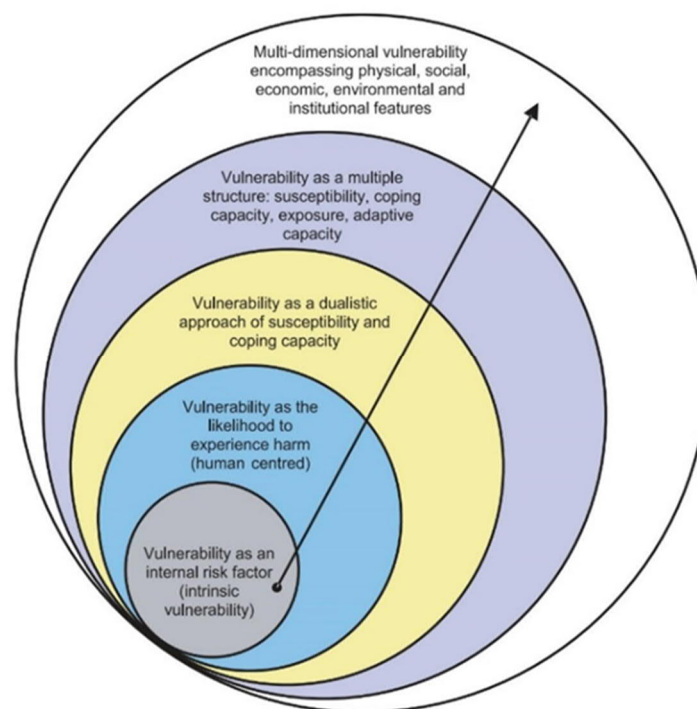 Multi-dimensional vulnerability
encompassing physical, social,
economic, environmental and
institutional features
Vulnerability as a multiple
structure: susceptibility, coping
capacity, exposure, adaptive
capacity
Vulnerability as a dualistic
approach of susceptibility and
coping capacity
Vulnerability as the
likelihood to
experience harm
(human centred)
Vulnerability as an
internal risk factor
(intrinsic
vulnerability)